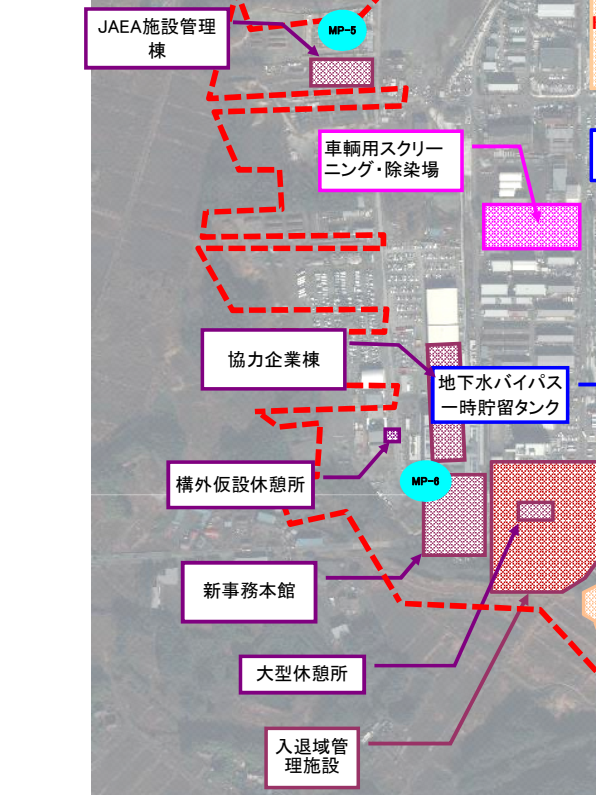 JAEA施設管理
棟
MP-5
車輌用スクリー
ニング・除染場
協力企業棟
地下水バイパス
一時貯留タンク
構外仮設休憩所
MP-6
新事務本館
大型休憩所
入退域管
理施設